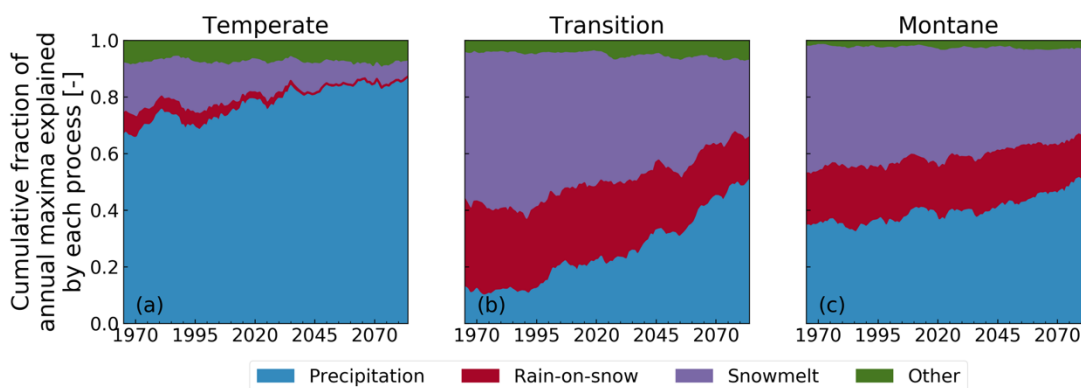 Temperate
Transition
Montane
Cumulative fraction of
annual maxima explained
by each process [-]
1.0
0.8
0.6
0.4
0.2
0.0
(a)
(b)
(c)
1970 1995 2020 2045 2070
1970 1995 2020 2045 2070
1970 1995 2020 2045 2070
Precipitation Rain-on-snow Snowmelt Other